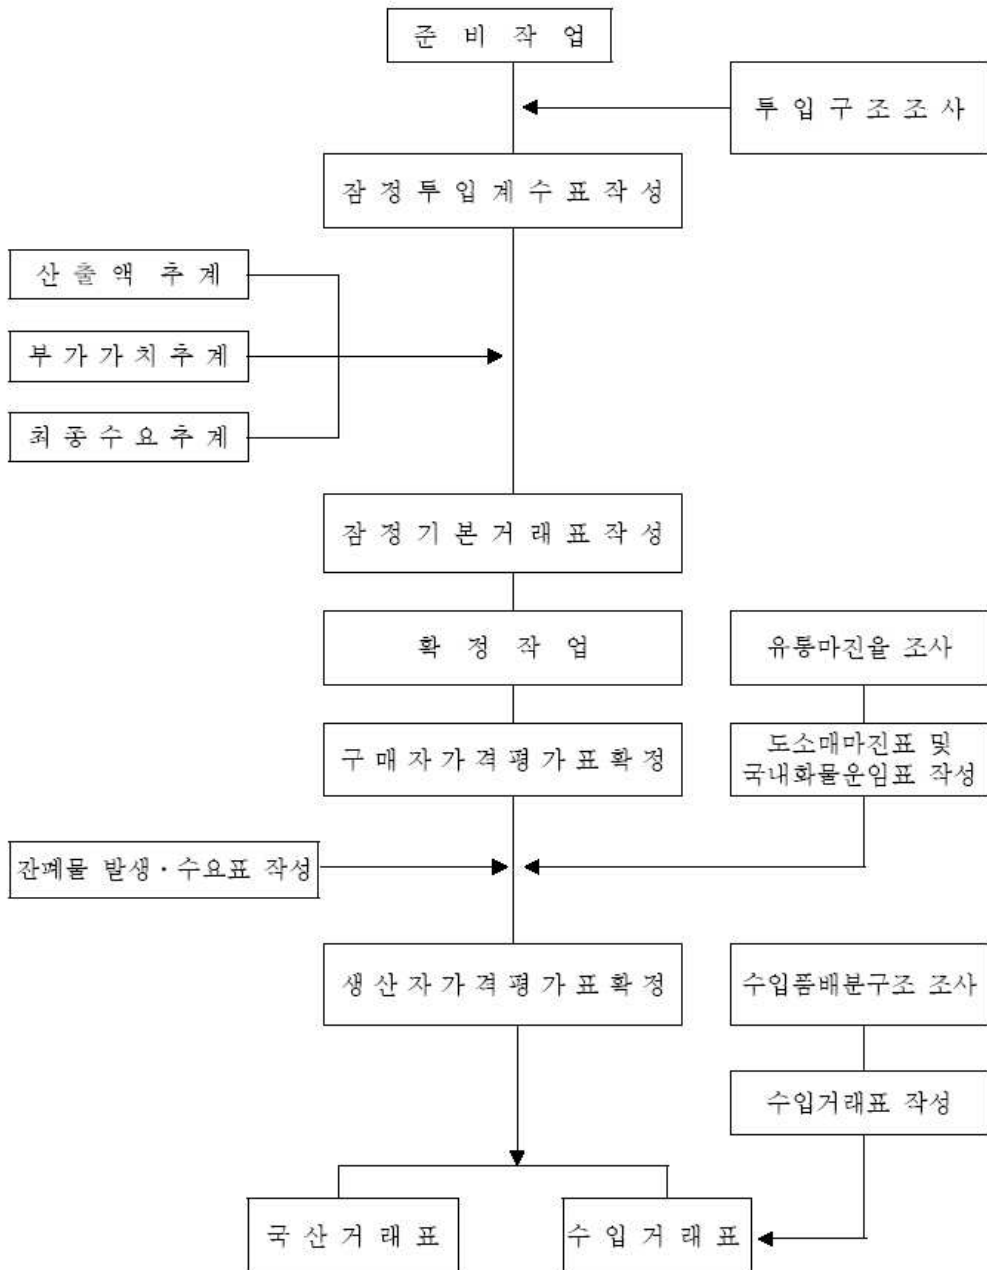 준 비 작 업
투 입 구 조 조 사
잠 정 투 입 계 수 표 작 성
산 출 액 추 계
부 가 가 치 추 계
최 종 수 요 추 계
잠 정 기 본 거 래 표 작 성
확 정 작 업
유통마진율 조사
구 매 자 가 격 평 가 표 확 정
도소매마진표 및
국내화물운임표 작성
잔폐물 발생·수요표 작성
생 산 자 가 격 평 가 표 확 정
수입품배분구조 조사
수입거래표 작성
국 산 거 래 표
수 입 거 래 표